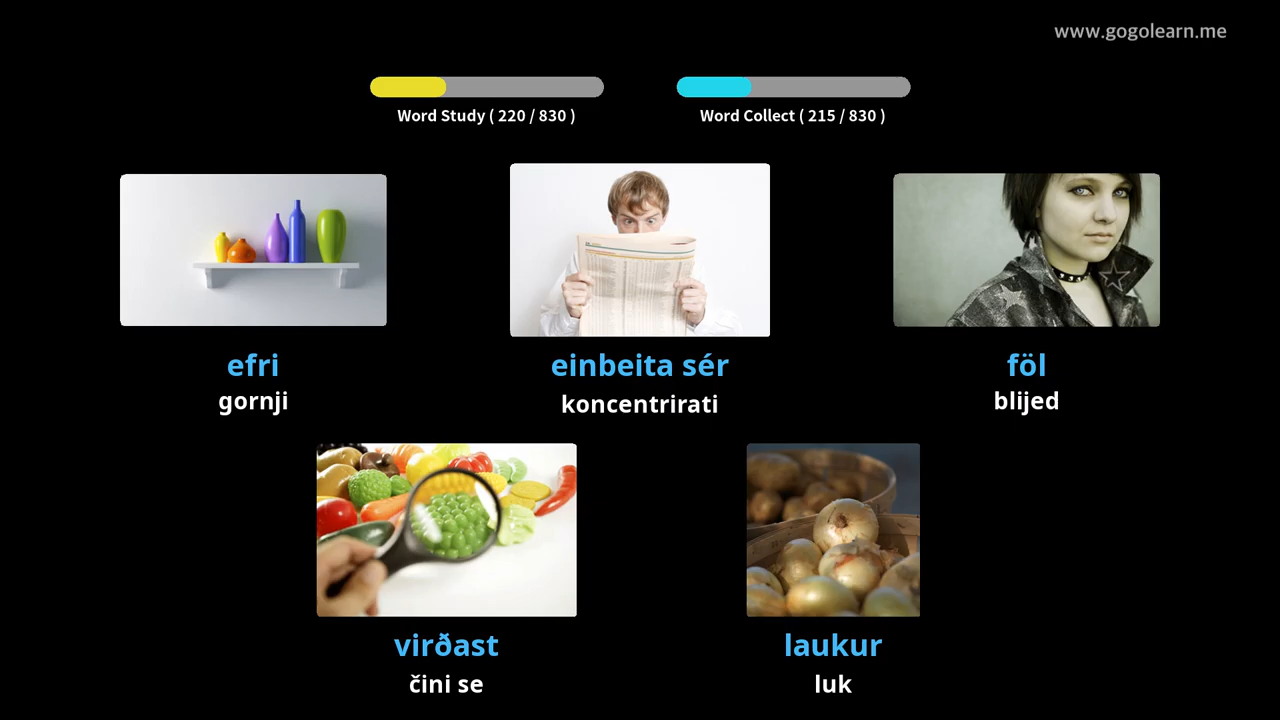 www.gogolearn.me
Word Study ( 220 / 830 )
Word Collect ( 215 / 830 )
efri
gornji
einbeita sér
koncentrirati
föl
blijed
virðast
čini se
laukur
luk